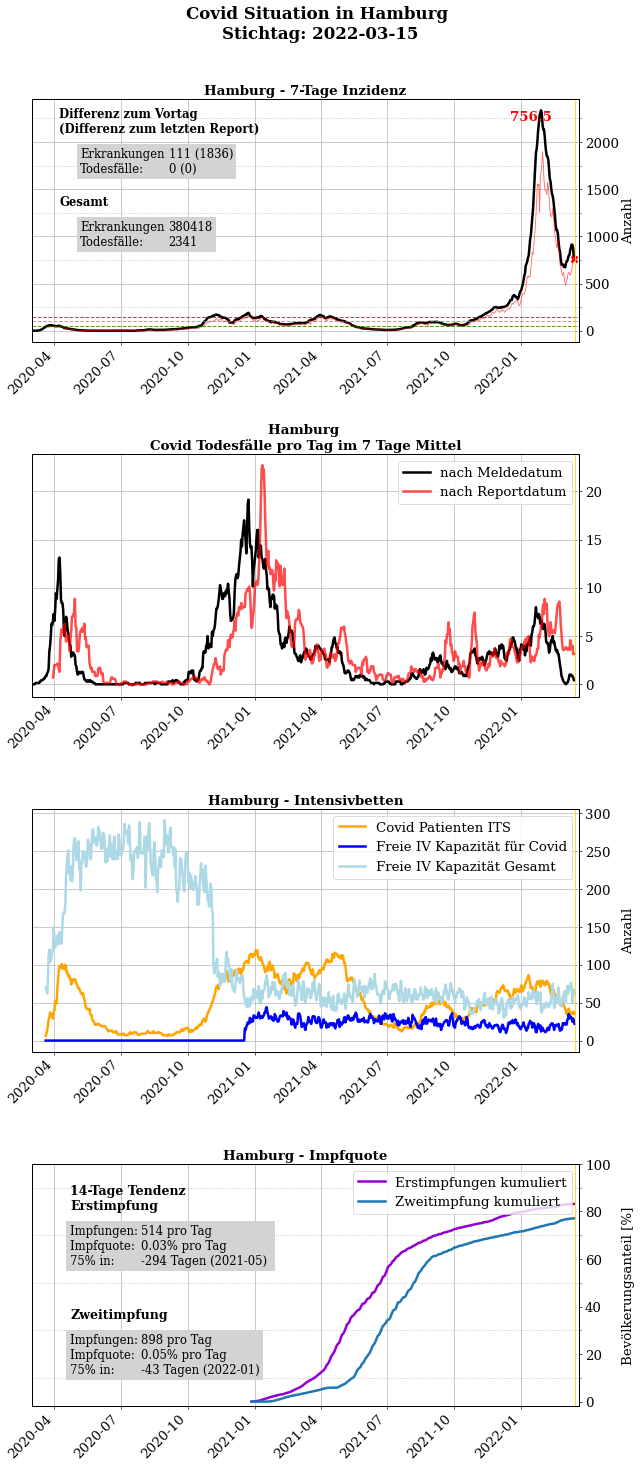 Covid Situation in Hamburg
Stichtag: 2022-03-15
Hamburg - 7-Tage Inzidenz
Differenz zum Vortag
(Differenz zum letzten Report)
Erkrankungen 111 (1836)
Todesfälle: 0 (0)
Gesamt
Erkrankungen 380418
Todesfälle: 2341
756.5
2000
1500
1000
500
0
Anzahl
2020-04
2020-07
2020-10
2021-01
2021-04
2021-07
2021-10
2022-01
Hamburg
Covid Todesfälle pro Tag im 7 Tage Mittel
nach Meldedatum
nach Reportdatum
20
15
10
5
0
2020-04
2020-07
2020-10
2021-01
2021-04
2021-07
2021-10
2022-01
Hamburg - Intensivbetten
Covid Patienten ITS
Freie IV Kapazität für Covid
Freie IV Kapazität Gesamt
300
250
200
150
100
50
0
Anzahl
2020-04
2020-07
2020-10
2021-01
2021-04
2021-07
2021-10
2022-01
Hamburg - Impfquote
14-Tage Tendenz
Erstimpfung
Impfungen: 514 pro Tag
Impfquote: 0.03% pro Tag
75% in: -294 Tagen (2021-05)
Zweitimpfung
Impfungen: 898 pro Tag
Impfquote: 0.05% pro Tag
75% in: -43 Tagen (2022-01)
Erstimpfungen kumuliert
Zweitimpfung kumuliert
100
80
60
40
20
0
Bevölkerungsanteil [%]
2020-04
2020-07
2020-10
2021-01
2021-04
2021-07
2021-10
2022-01